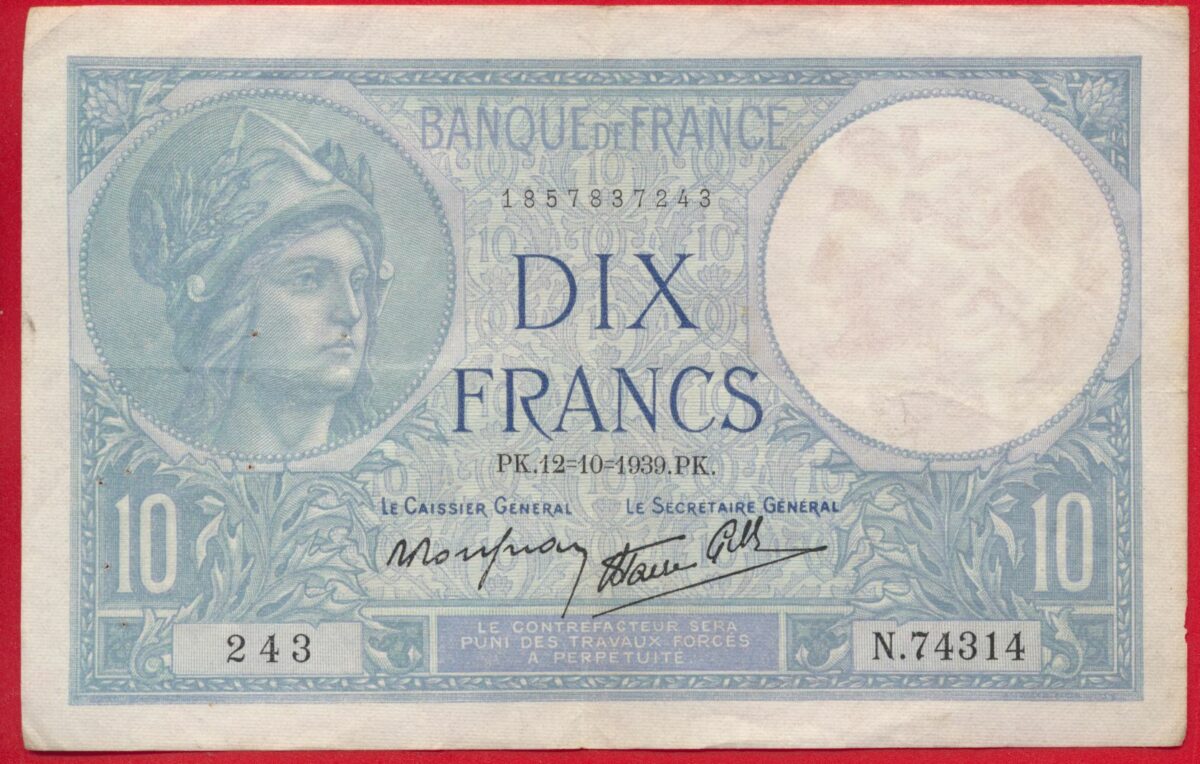 BANQUE DE FRANCE
1857837243
DIX
FRANCS
PK.12=10=1939.PK.
LE CAISSIER GÉNÉRAL LE SECRÉTAIRE GÉNÉRAL
10 10
LE CONTREFACTEUR SERA
PUNI DES TRAVAUX FORCÉS
À PERPÉTUITÉ
243 N.74314